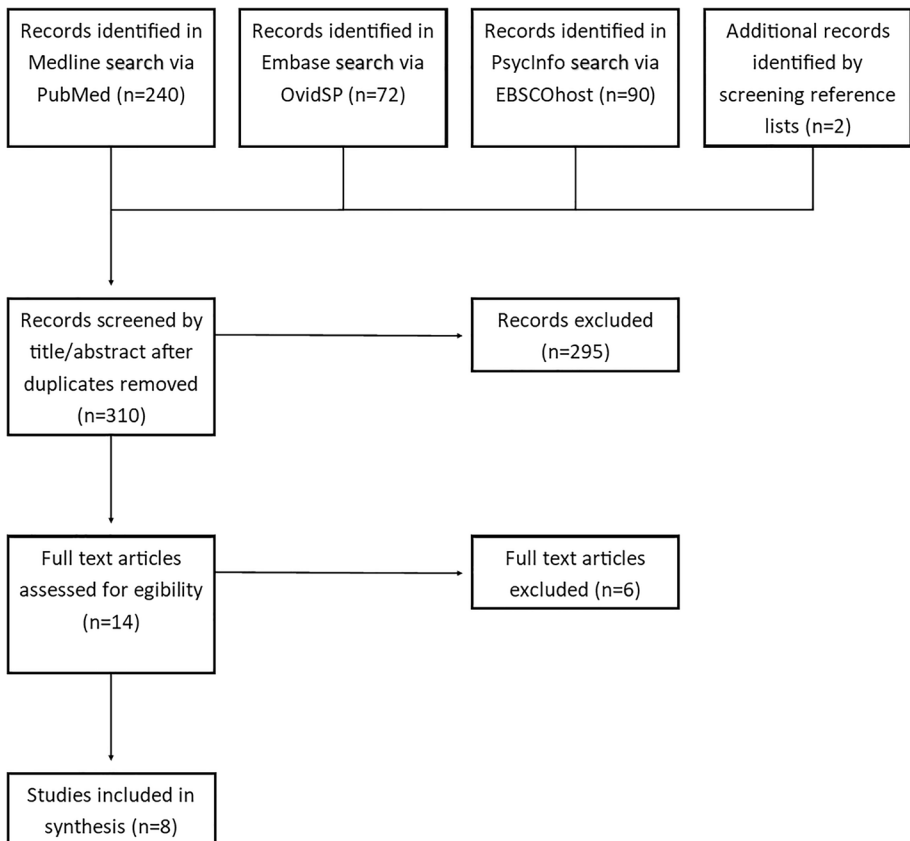 Records identified in
Medline search via
PubMed (n=240)
Records identified in
Embase search via
OvidSP (n=72)
Records identified in
PsycInfo search via
EBSCOhost (n=90)
Additional records
identified by
screening reference
lists (n=2)
Records screened by
title/abstract after
duplicates removed
(n=310)
Records excluded
(n=295)
Full text articles
assessed for egibility
(n=14)
Full text articles
excluded (n=6)
Studies included in
synthesis (n=8)